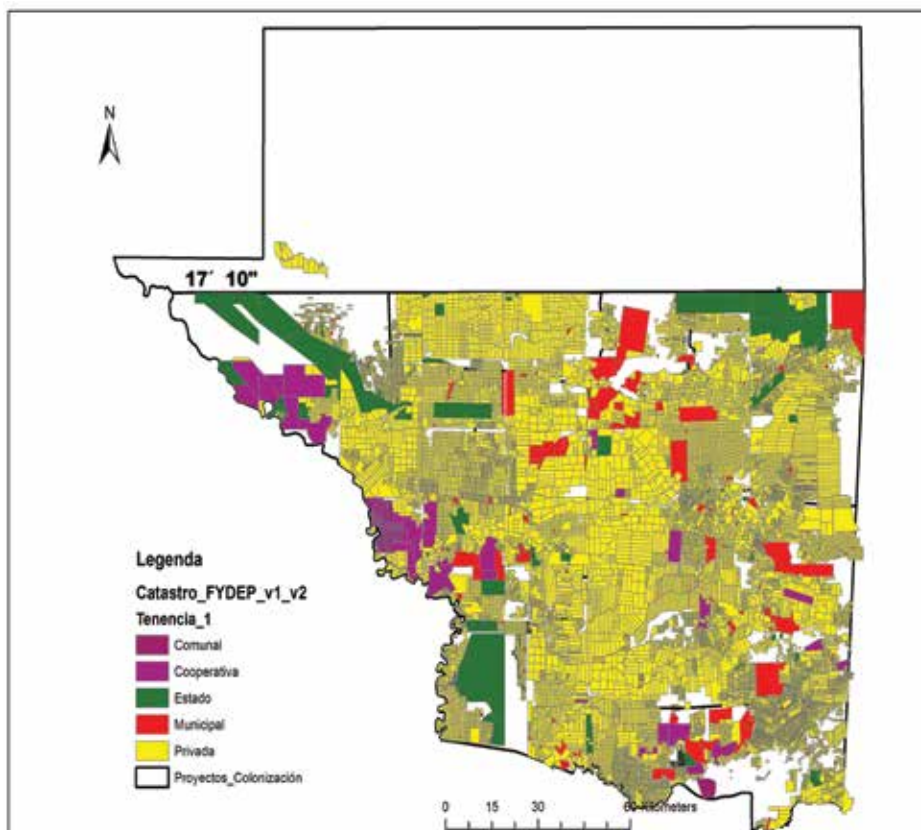 N
17´ 10"
Legenda
Catastro_FYDEP_v1_v2
Tenencia_1
Comunal
Cooperativa
Estado
Municipal
Privada
Proyectos_Colonización
0 15 30 60 Kilometers